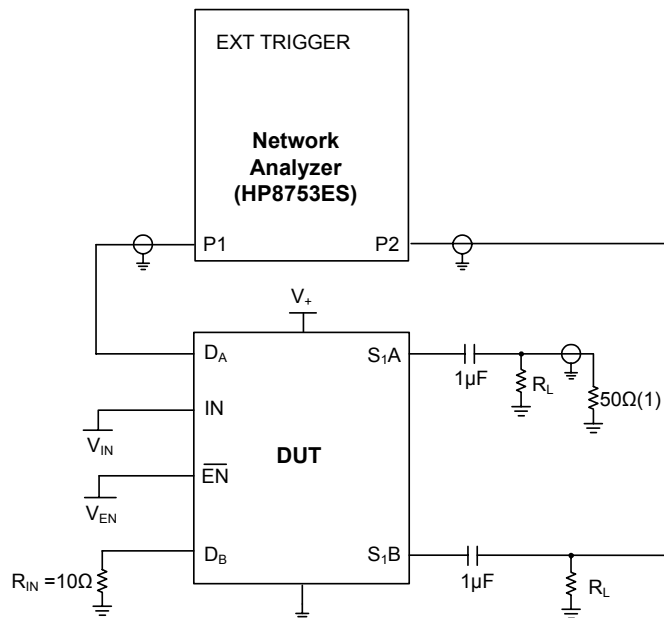 EXT TRIGGER
Network
Analyzer
(HP8753ES)
P1
P2
V+
DA
S1A
1µF
RL
50Ω(1)
IN
VIN
DUT
EN
VEN
DB
S1B
RIN =10Ω
1µF
RL